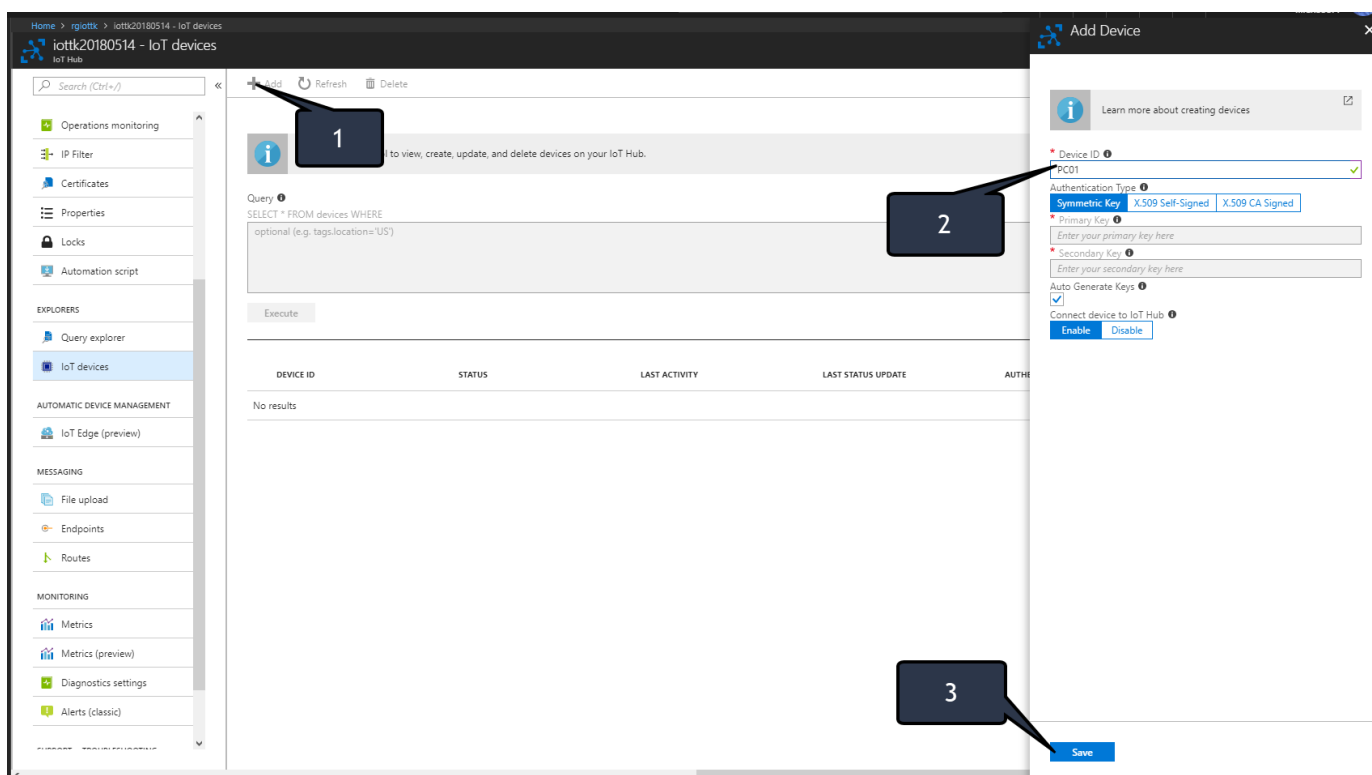 Home > rgiottk > iottk20180514 - IoT devices
iottk20180514 - IoT devices
IoT Hub
Search (Ctrl+/)
«
Operations monitoring
IP Filter
Certificates
Properties
Locks
Automation script
EXPLORERS
Query explorer
IoT devices
AUTOMATIC DEVICE MANAGEMENT
IoT Edge (preview)
MESSAGING
File upload
Endpoints
Routes
MONITORING
Metrics
Metrics (preview)
Diagnostics settings
Alerts (classic)
Add Refresh Delete
1
to view, create, update, and delete devices on your IoT Hub.
Query
SELECT * FROM devices WHERE
optional (e.g. tags.location='US')
Execute
DEVICE ID STATUS LAST ACTIVITY LAST STATUS UPDATE
No results
2
3
Add Device
Learn more about creating devices
* Device ID
PC01
Authentication Type
Symmetric Key X.509 Self-Signed X.509 CA Signed
* Primary Key
Enter your primary key here
* Secondary Key
Enter your secondary key here
Auto Generate Keys
Connect device to IoT Hub
Enable Disable
Save